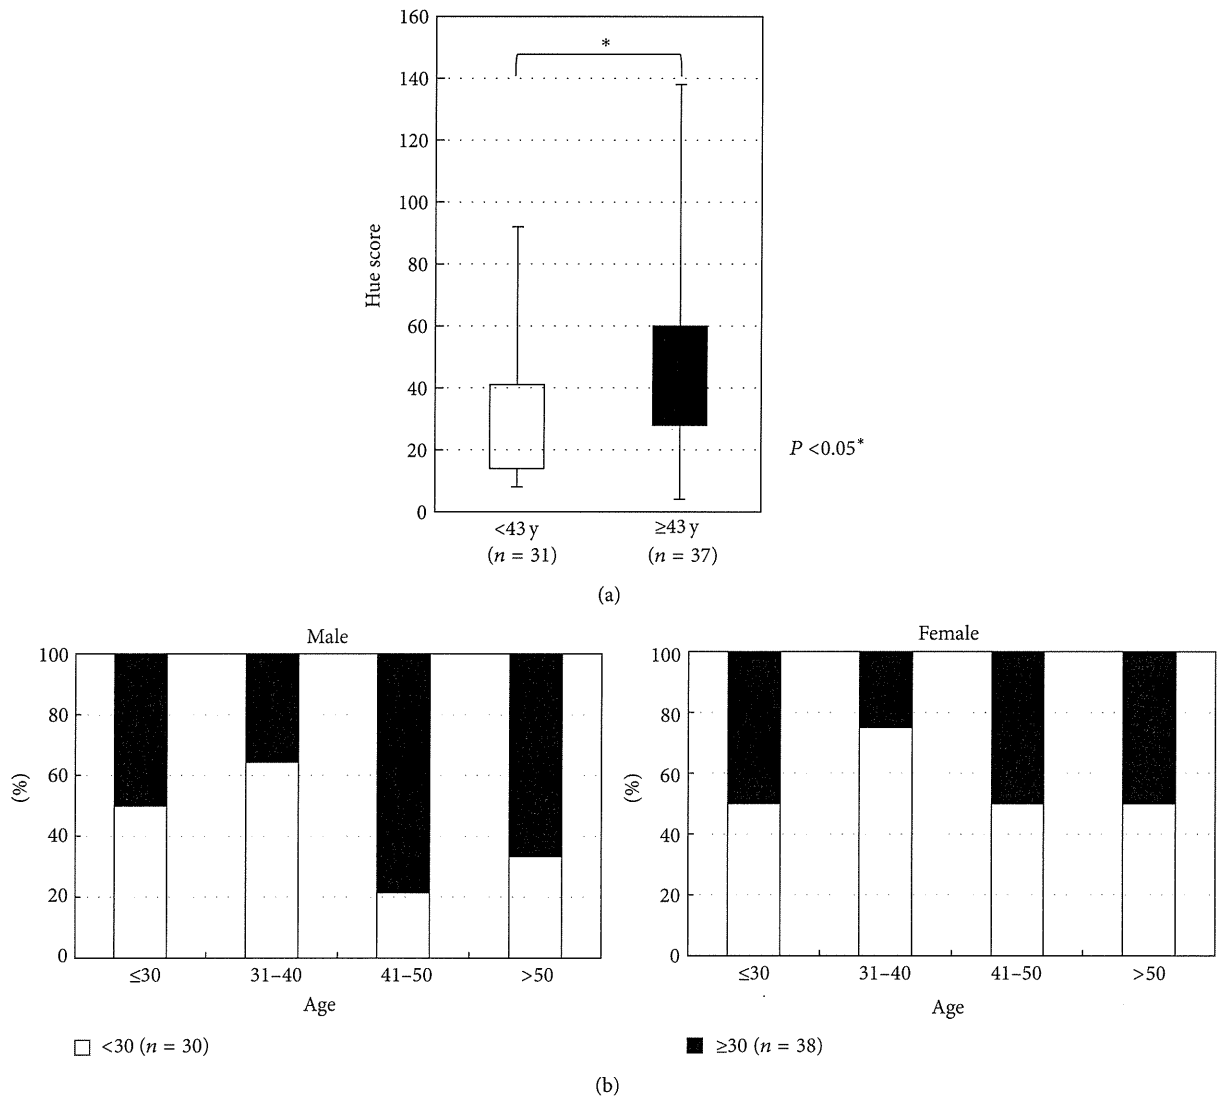 160
*
140
120
100
80
60
40
20
0
Hue score
P <0.05*
<43 y
≥43 y
(n = 31)
(n = 37)
(a)
Male
100
80
60
40
20
0
(%)
≤30
31–40
41–50
>50
Age
Female
100
80
60
40
20
0
(%)
≤30
31–40
41–50
>50
Age
<30 (n = 30)
≥30 (n = 38)
(b)